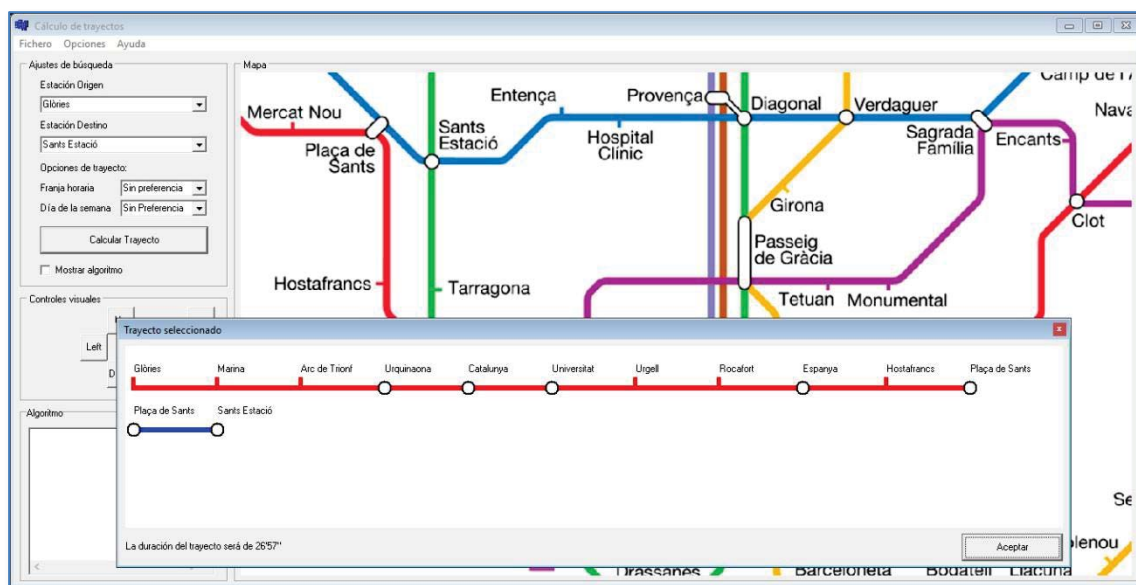 Cálculo de trayectos
Fichero Opciones Ayuda
Ajustes de búsqueda
Estación Origen
Glòries
Estación Destino
Sants Estació
Opciones de trayecto:
Franja horaria Sin preferencia
Día de la semana Sin Preferencia
Calcular Trayecto
Mostrar algoritmo
Controles visuales
Left
D
Algoritmo
Mapa
Mercat Nou
Plaça de
Sants
Sants
Estació
Entença
Hospital
Clínic
Provença
Diagonal
Verdaguer
Sagrada
Família
Encants
Nava
Clot
Girona
Passeig
de Gràcia
Tetuan
Monumental
Hostafrancs
Tarragona
Trayecto seleccionado
Glòries Marina Arc de Trionf Urquinaona Catalunya Universitat Urgell Rocafort Espanya Hostafrancs Plaça de Sants
Plaça de Sants Sants Estació
La duración del trayecto será de 26'57''
Aceptar
Se
lenou
Drassanes
Barceloneta
Bogatell
Llacuna